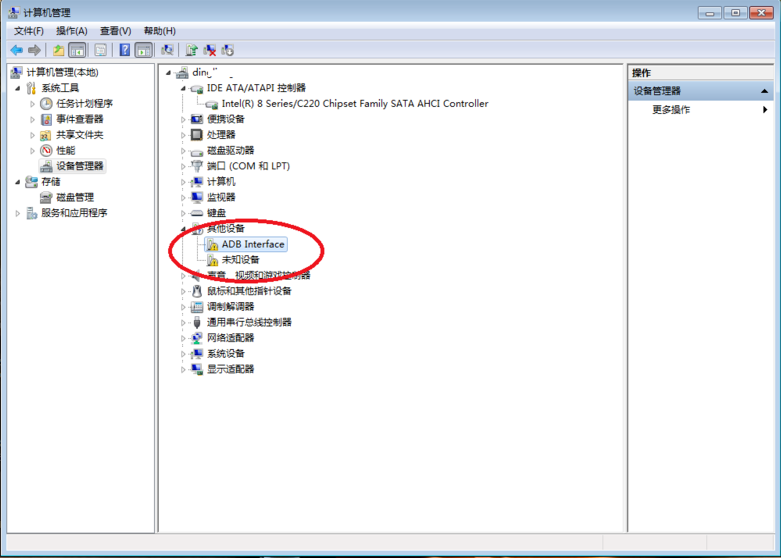 计算机管理
文件(F) 操作(A) 查看(V) 帮助(H)
计算机管理(本地)
系统工具
任务计划程序
事件查看器
共享文件夹
性能
设备管理器
存储
磁盘管理
服务和应用程序
IDE ATA/ATAPI 控制器
Intel(R) 8 Series/C220 Chipset Family SATA AHCI Controller
便携设备
处理器
磁盘驱动器
端口 (COM 和 LPT)
计算机
监视器
键盘
其他设备
ADB Interface
未知设备
声音、视频和游戏控制器
鼠标和其他指针设备
调制解调器
通用串行总线控制器
网络适配器
系统设备
显示适配器
操作
设备管理器
更多操作